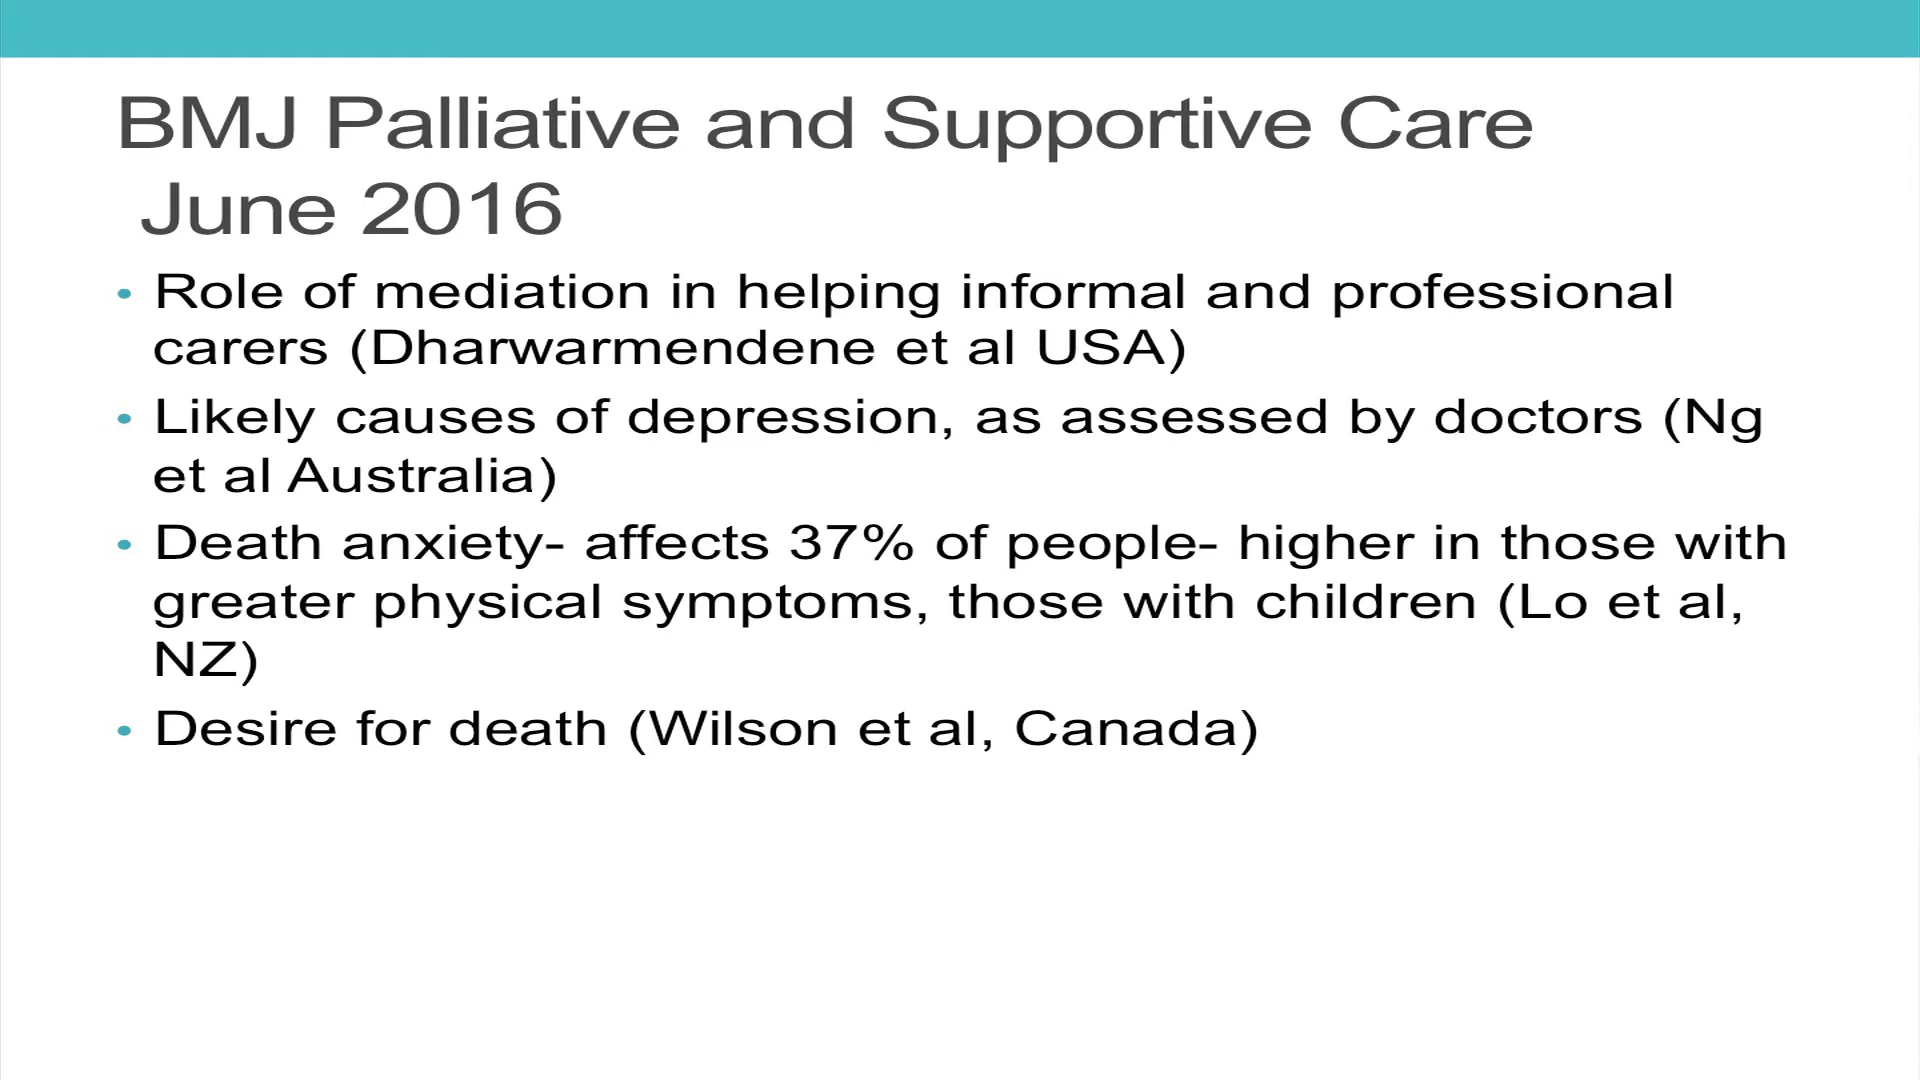 BMJ Palliative and Supportive Care
June 2016
• Role of mediation in helping informal and professional
carers (Dharwarmendene et al USA)
• Likely causes of depression, as assessed by doctors (Ng
et al Australia)
• Death anxiety- affects 37% of people- higher in those with
greater physical symptoms, those with children (Lo et al,
NZ)
• Desire for death (Wilson et al, Canada)